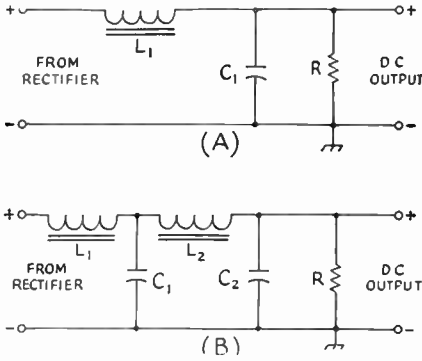 + +
L1
FROM
RECTIFIER
C1
R
DC
OUTPUT
- -
(A)
+ +
L1
L2
FROM
RECTIFIER
C1
C2
R
DC
OUTPUT
- -
(B)